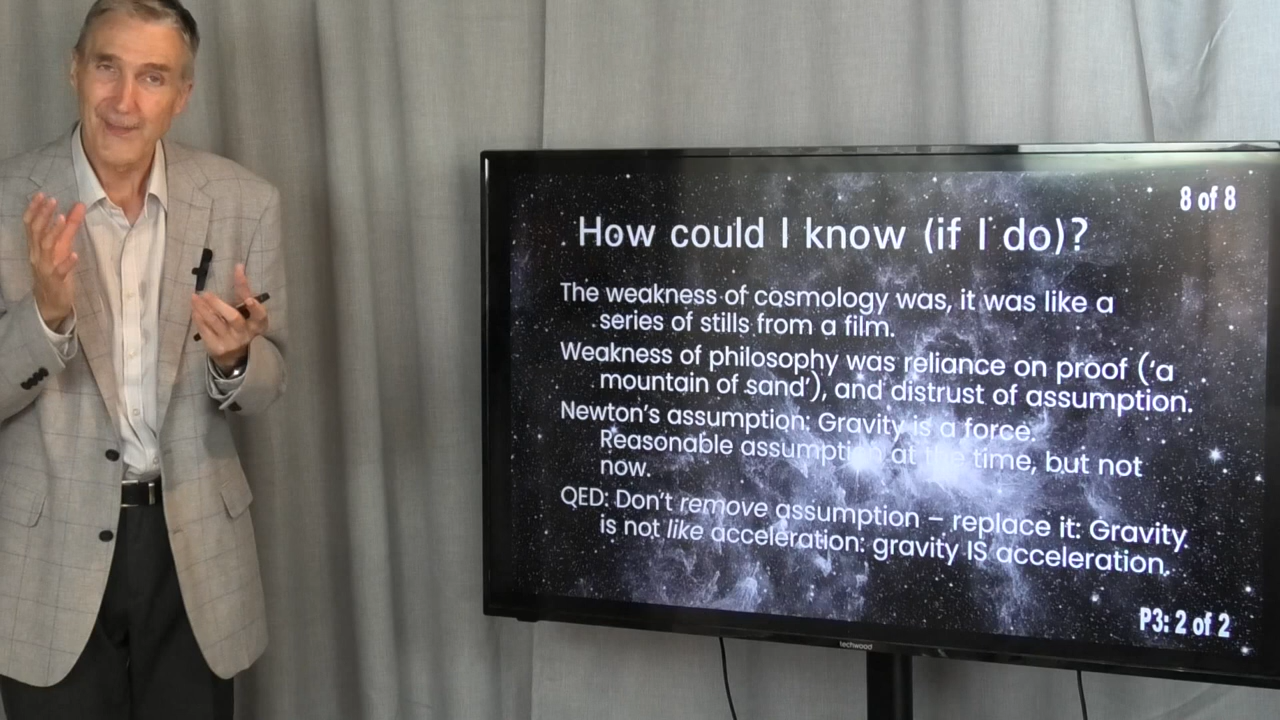 8 of 8
How could I know (if I do)?
The weakness of cosmology was, it was like a
series of stills from a film.
Weakness of philosophy was reliance on proof ('a
mountain of sand'), and distrust of assumption.
Newton's assumption: Gravity is a force.
Reasonable assumption at the time, but not
now.
QED: Don't remove assumption – replace it: Gravity
is not like acceleration: gravity IS acceleration.
P3: 2 of 2
techwood